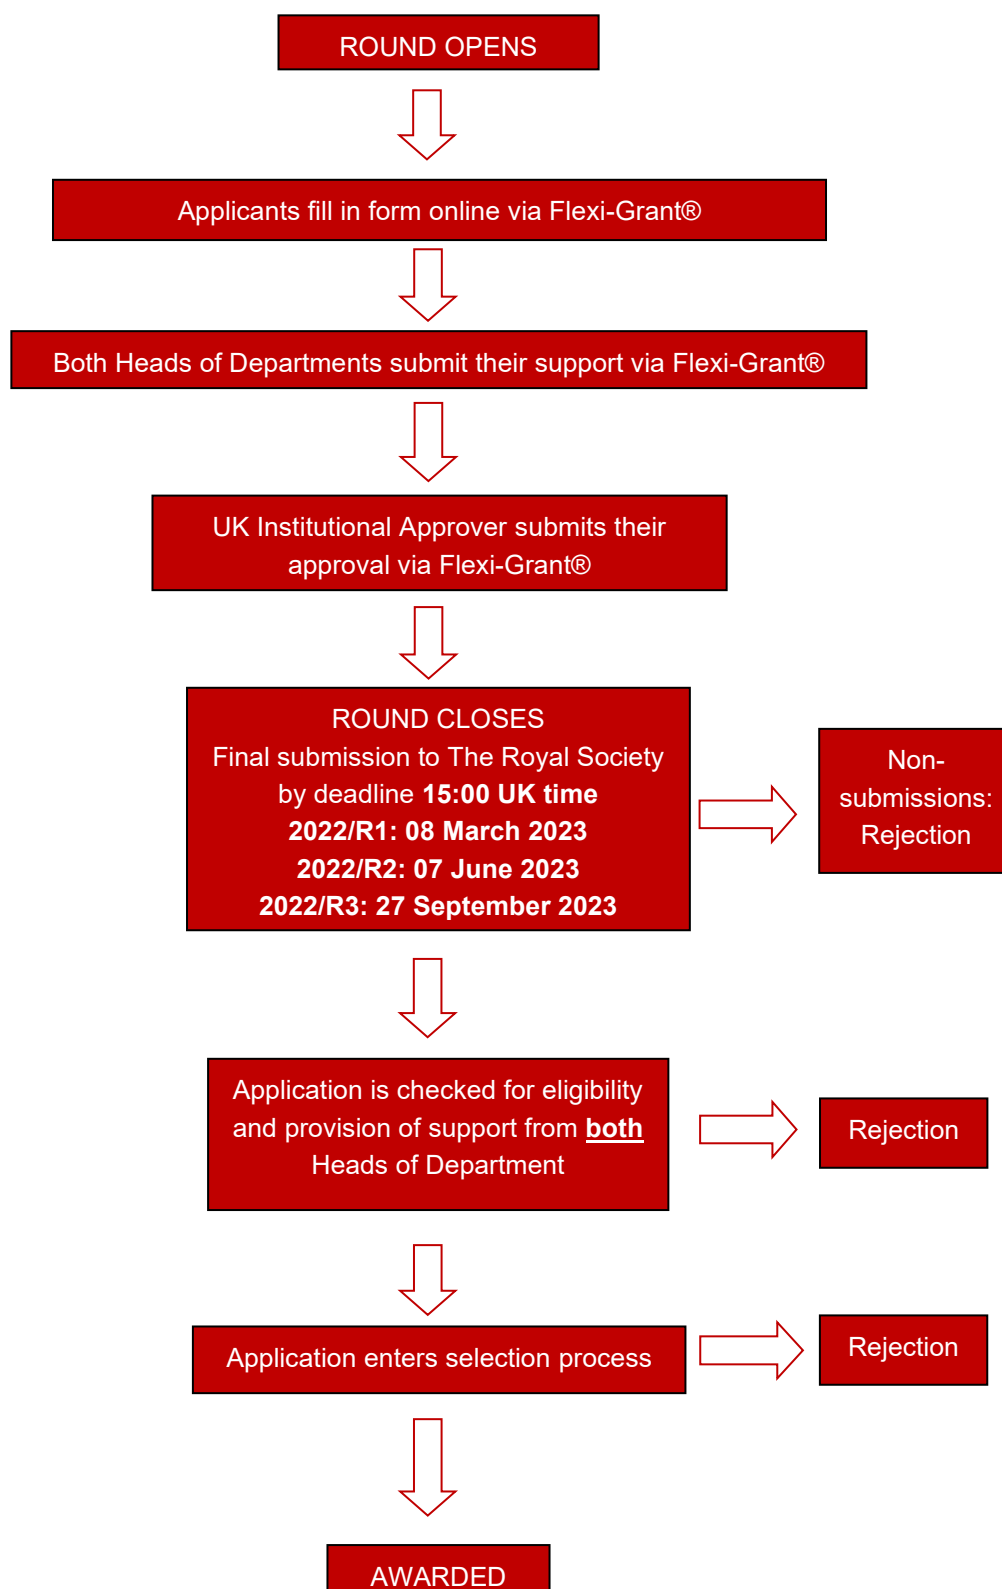 ROUND OPENS
Applicants fill in form online via Flexi-Grant®
Both Heads of Departments submit their support via Flexi-Grant®
UK Institutional Approver submits their
approval via Flexi-Grant®
ROUND CLOSES
Final submission to The Royal Society
by deadline 15:00 UK time
2022/R1: 08 March 2023
2022/R2: 07 June 2023
2022/R3: 27 September 2023
Non-
submissions:
Rejection
Application is checked for eligibility
and provision of support from both
Heads of Department
Rejection
Application enters selection process
Rejection
AWARDED